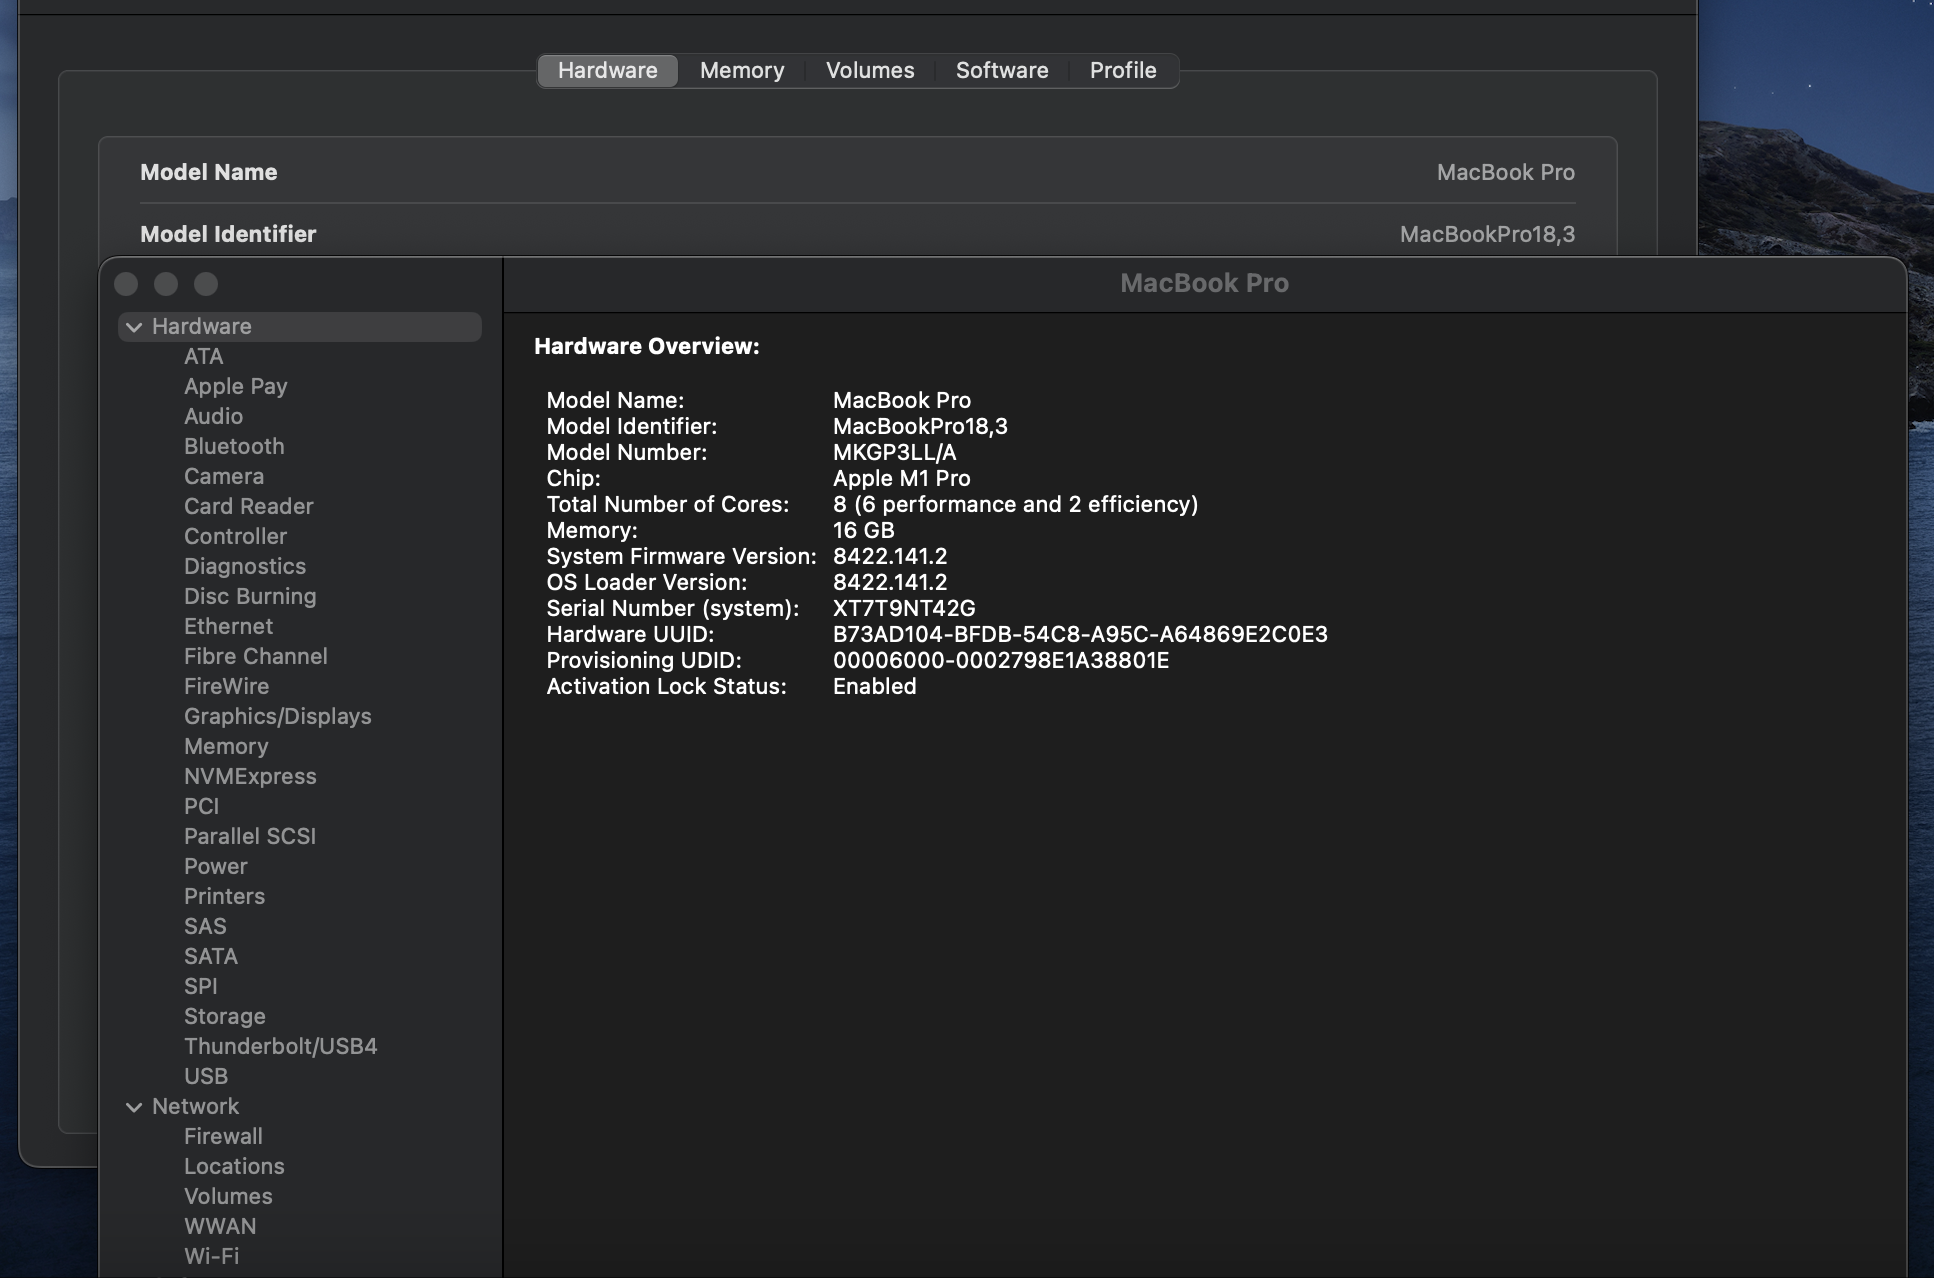 Hardware Memory Volumes Software Profile
Model Name MacBook Pro
Model Identifier MacBookPro18,3
MacBook Pro
Hardware
ATA
Apple Pay
Audio
Bluetooth
Camera
Card Reader
Controller
Diagnostics
Disc Burning
Ethernet
Fibre Channel
FireWire
Graphics/Displays
Memory
NVMExpress
PCI
Parallel SCSI
Power
Printers
SAS
SATA
SPI
Storage
Thunderbolt/USB4
USB
Network
Firewall
Locations
Volumes
WWAN
Wi-Fi
Hardware Overview:
Model Name: MacBook Pro
Model Identifier: MacBookPro18,3
Model Number: MKGP3LL/A
Chip: Apple M1 Pro
Total Number of Cores: 8 (6 performance and 2 efficiency)
Memory: 16 GB
System Firmware Version: 8422.141.2
OS Loader Version: 8422.141.2
Serial Number (system): XT7T9NT42G
Hardware UUID: B73AD104-BFDB-54C8-A95C-A64869E2C0E3
Provisioning UDID: 00006000-0002798E1A38801E
Activation Lock Status: Enabled